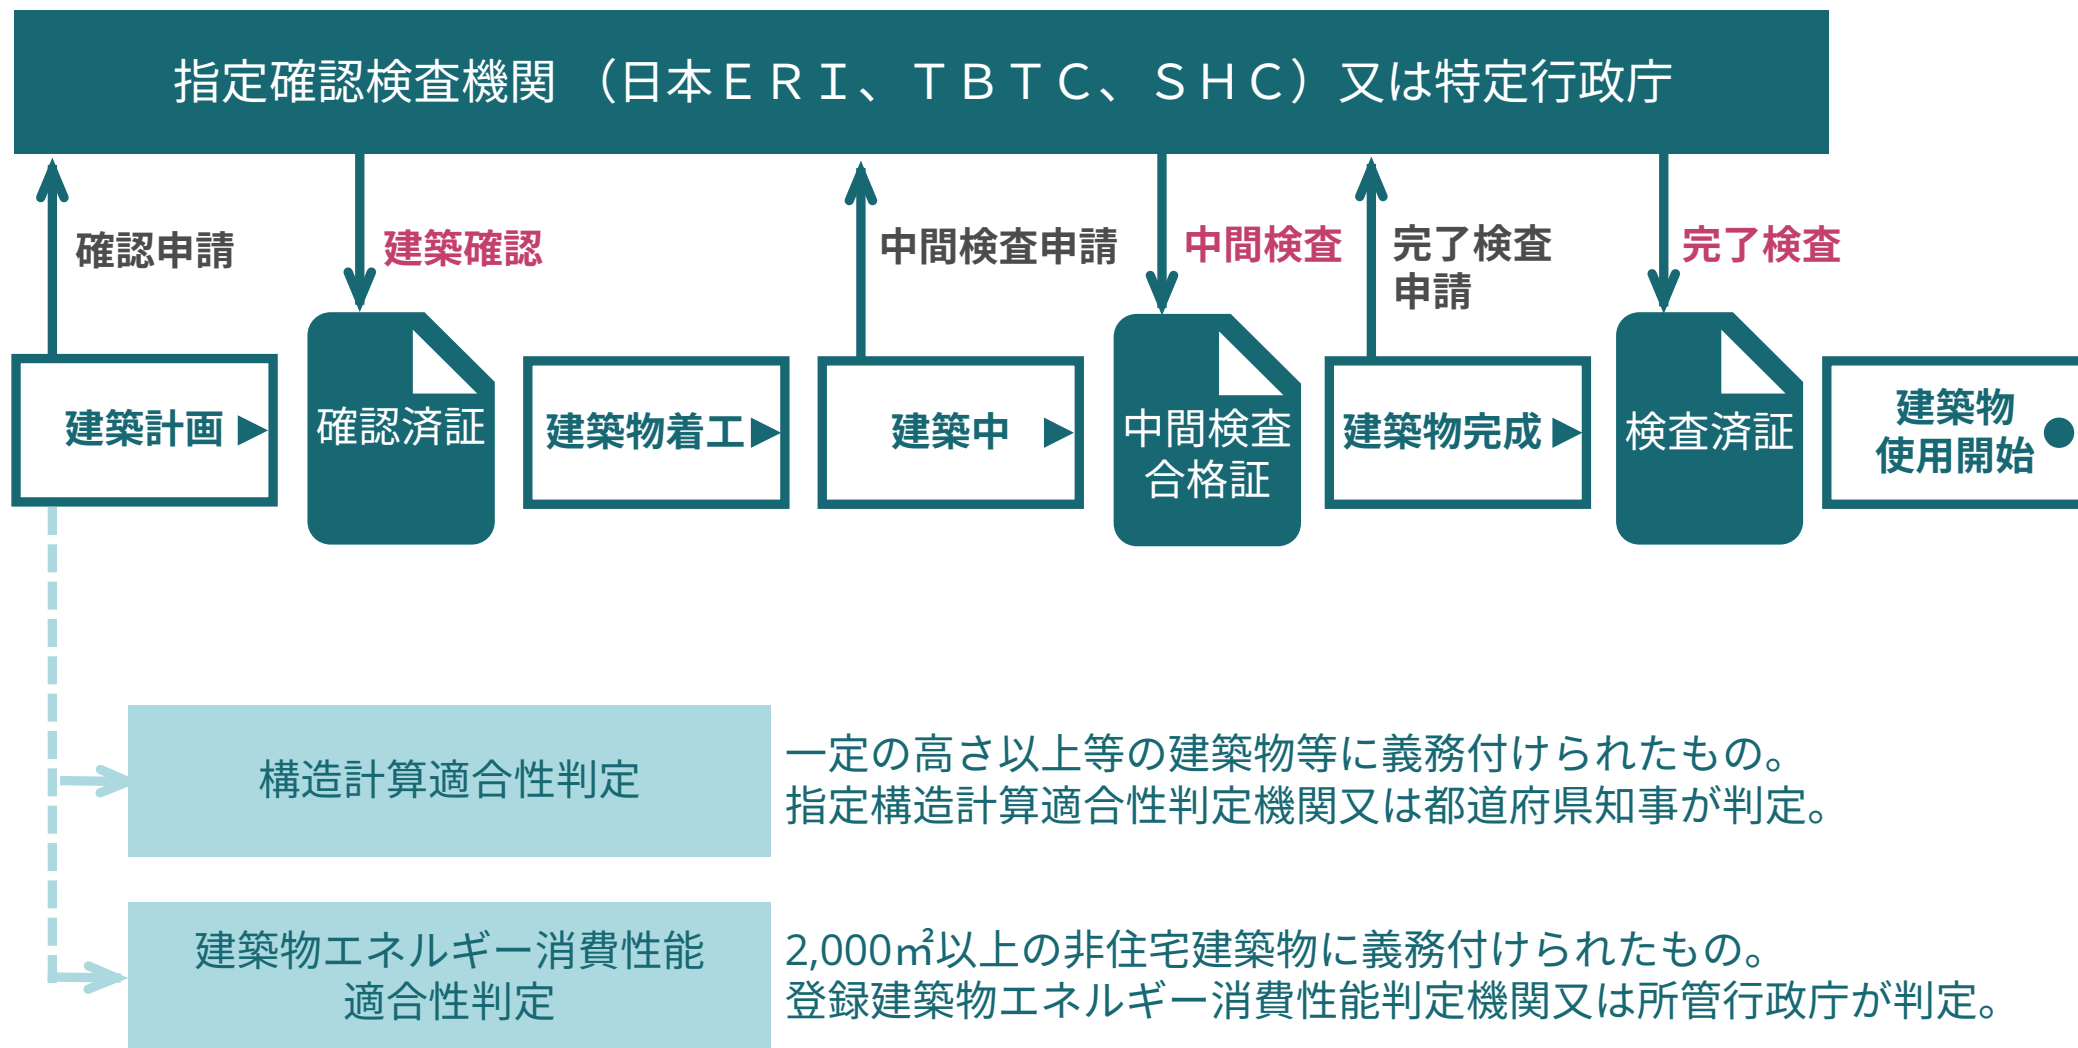 指定確認検査機関 （日本ＥＲＩ、ＴＢＴＣ、ＳＨＣ）又は特定行政庁
確認申請
建築確認
中間検査申請
中間検査
完了検査
申請
完了検査
建築計画
確認済証
建築物着工
建築中
中間検査
合格証
建築物完成
検査済証
建築物
使用開始
構造計算適合性判定
一定の高さ以上等の建築物等に義務付けられたもの。
指定構造計算適合性判定機関又は都道府県知事が判定。
建築物エネルギー消費性能
適合性判定
2,000㎡以上の非住宅建築物に義務付けられたもの。
登録建築物エネルギー消費性能判定機関又は所管行政庁が判定。